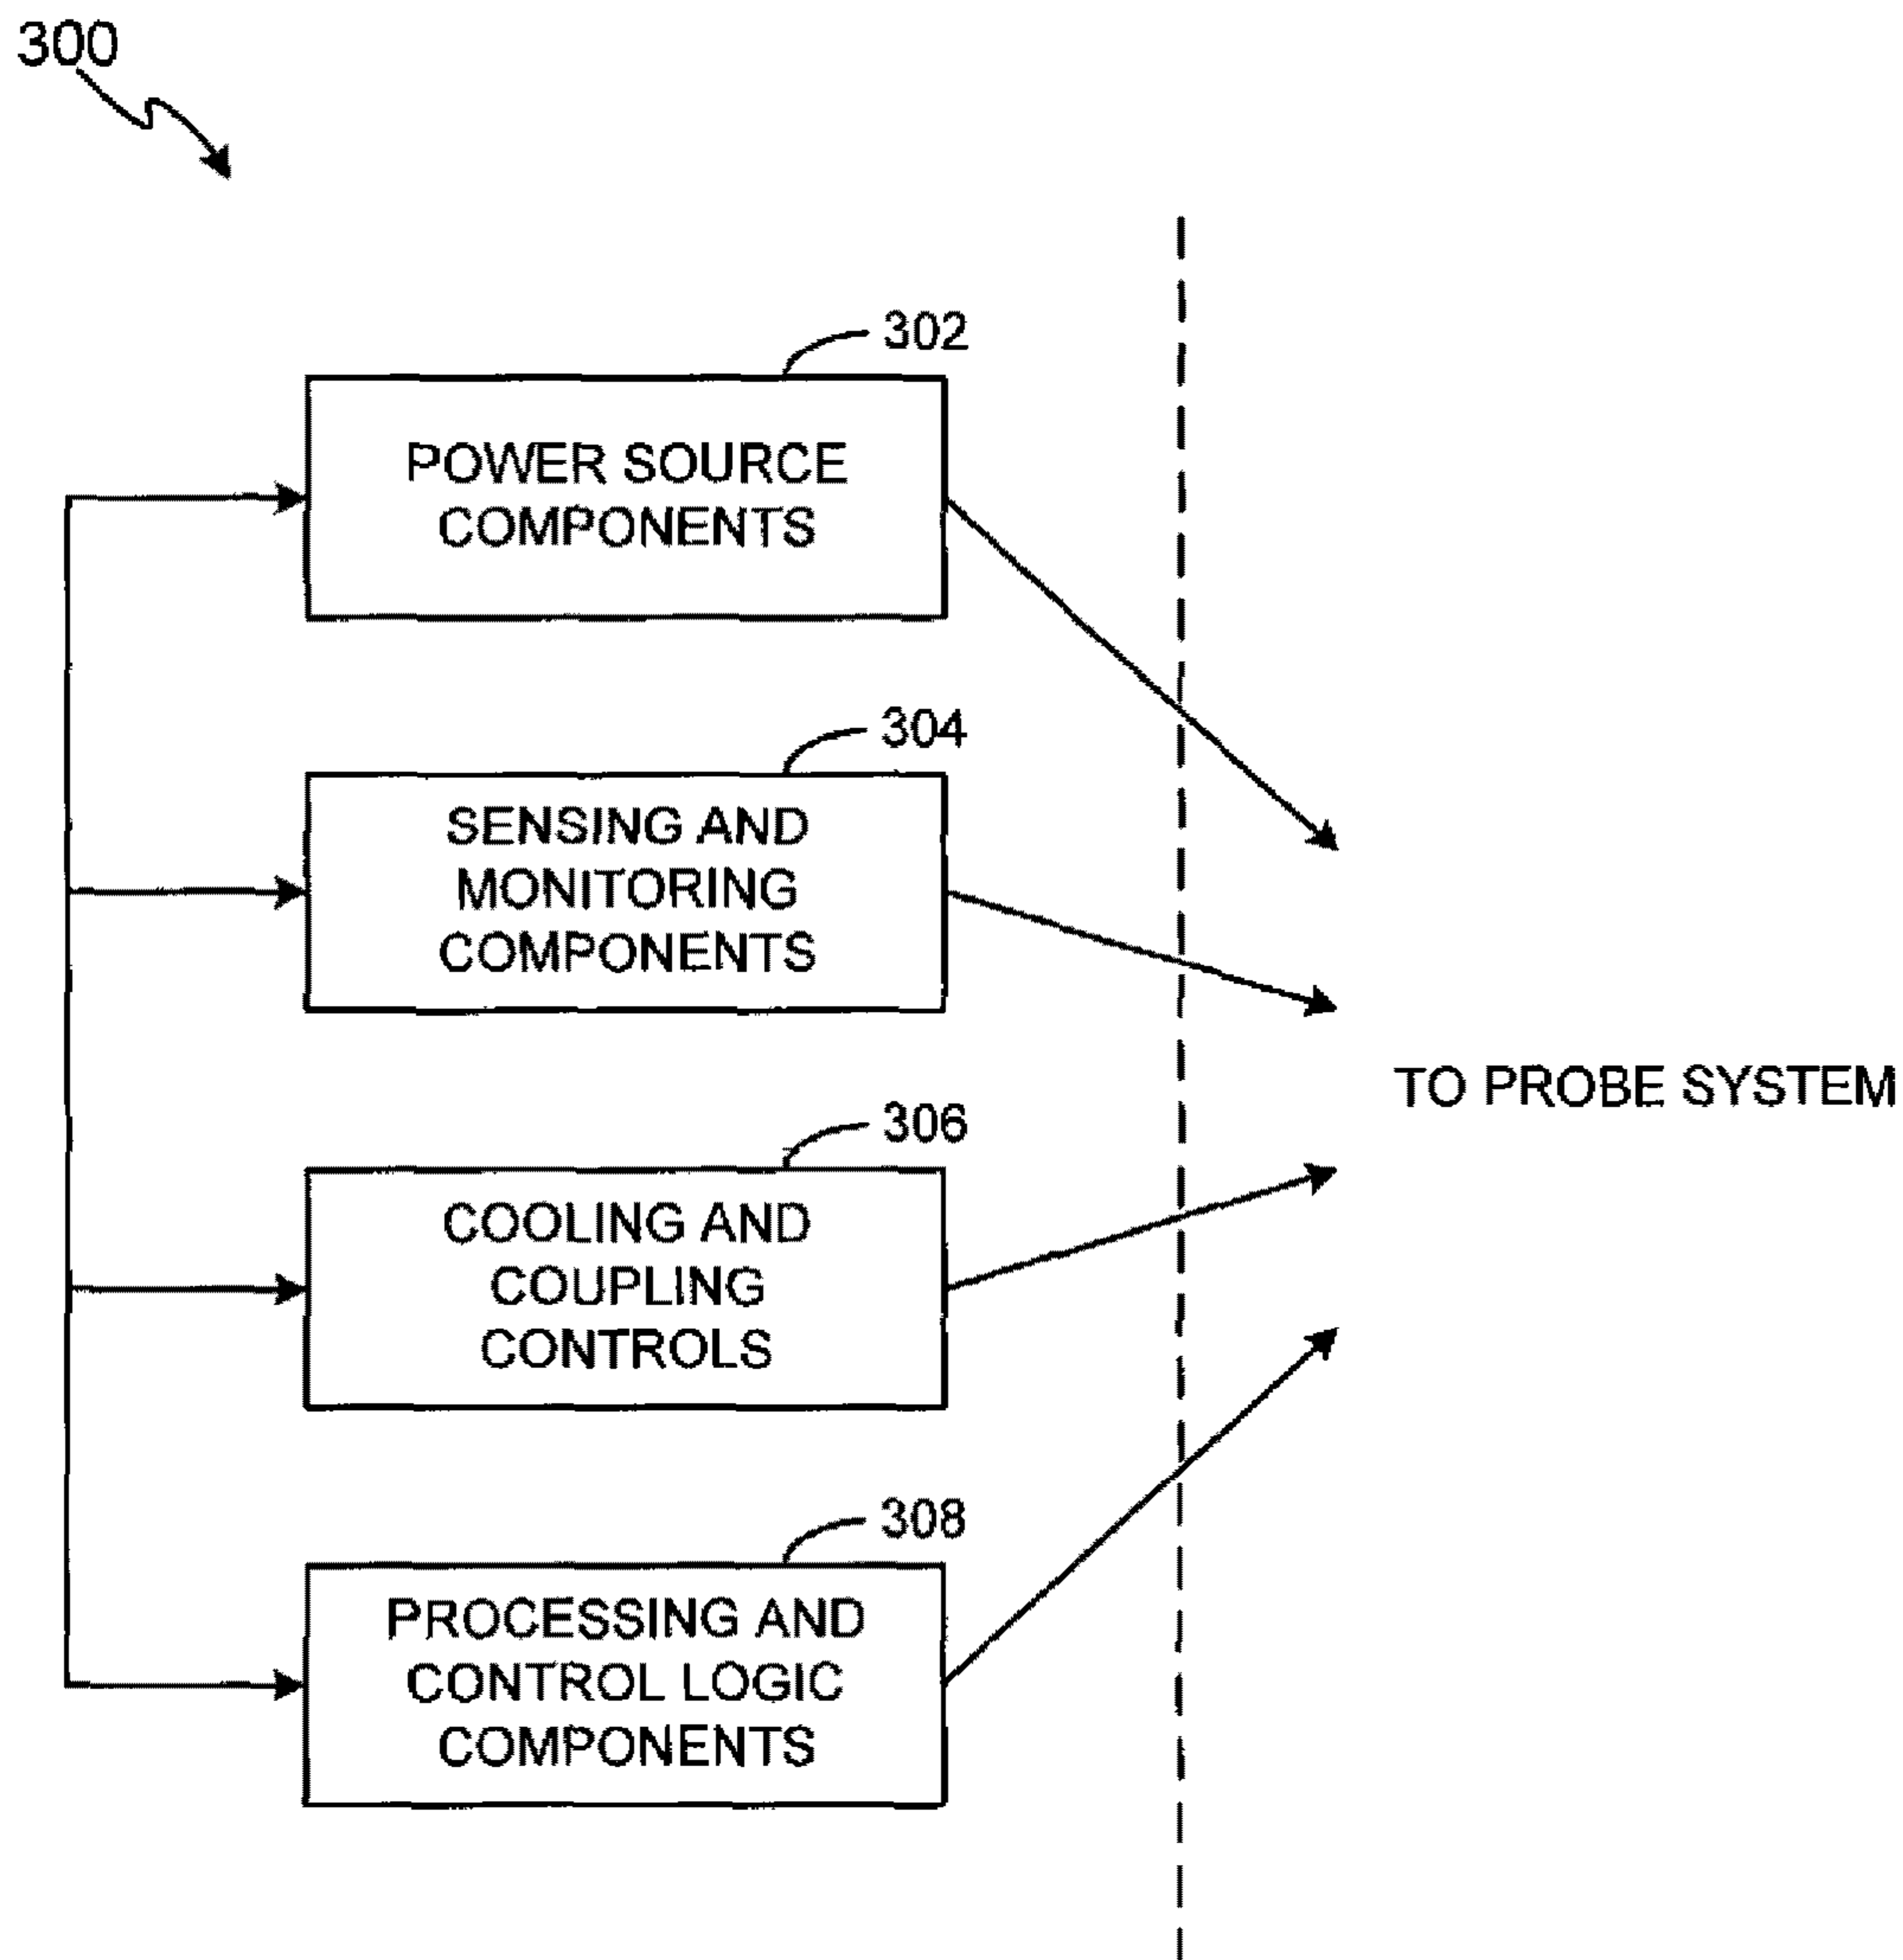 300
302
POWER SOURCE
COMPONENTS
304
SENSING AND
MONITORING
COMPONENTS
TO PROBE SYSTEM
306
COOLING AND
COUPLING
CONTROLS
308
PROCESSING AND
CONTROL LOGIC
COMPONENTS